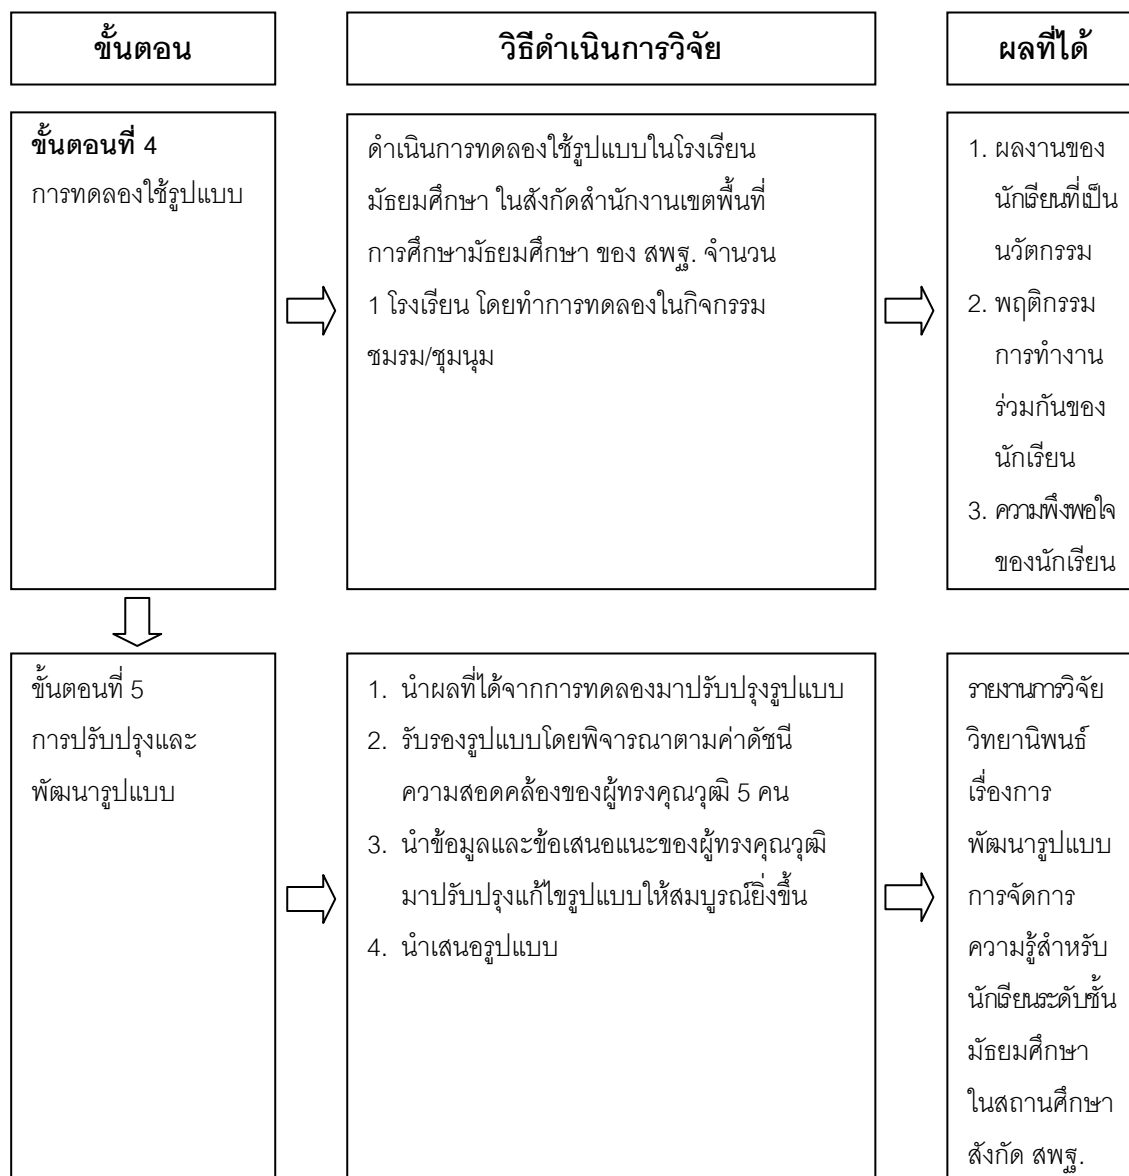 ขั้นตอน
วิธีดำเนินการวิจัย
ผลที่ได้
ขั้นตอนที่ 4
การทดลองใช้รูปแบบ
ดำเนินการทดลองใช้รูปแบบในโรงเรียน
มัธยมศึกษา ในสังกัดสำนักงานเขตพื้นที่
การศึกษามัธยมศึกษา ของ สพฐ. จำนวน
1 โรงเรียน โดยทำการทดลองในกิจกรรม
ชมรม/ชุมนุม
1. ผลงานของ
นักเรียนที่เป็น
นวัตกรรม
2. พฤติกรรม
การทำงาน
ร่วมกันของ
นักเรียน
3. ความพึงพอใจ
ของนักเรียน
ขั้นตอนที่ 5
การปรับปรุงและ
พัฒนารูปแบบ
1. นำผลที่ได้จากการทดลองมาปรับปรุงรูปแบบ
2. รับรองรูปแบบโดยพิจารณาตามค่าดัชนี
ความสอดคล้องของผู้ทรงคุณวุฒิ 5 คน
3. นำข้อมูลและข้อเสนอแนะของผู้ทรงคุณวุฒิ
มาปรับปรุงแก้ไขรูปแบบให้สมบูรณ์ยิ่งขึ้น
4. นำเสนอรูปแบบ
รายงานการวิจัย
วิทยานิพนธ์
เรื่องการ
พัฒนารูปแบบ
การจัดการ
ความรู้สำหรับ
นักเรียนระดับชั้น
มัธยมศึกษา
ในสถานศึกษา
สังกัด สพฐ.